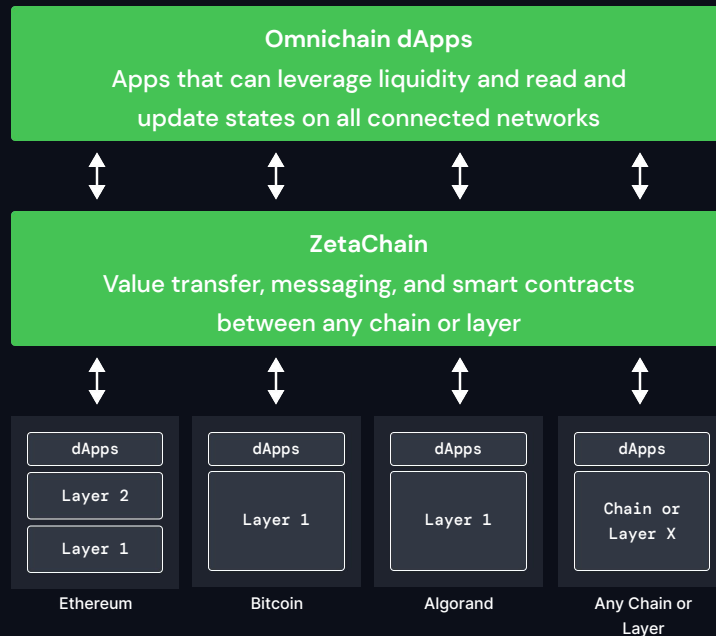 Omnichain dApps
Apps that can leverage liquidity and read and
update states on all connected networks
ZetaChain
Value transfer, messaging, and smart contracts
between any chain or layer
dApps
Layer 2
Layer 1
Ethereum
dApps
Layer 1
Bitcoin
dApps
Layer 1
Algorand
dApps
Chain or
Layer X
Any Chain or
Layer